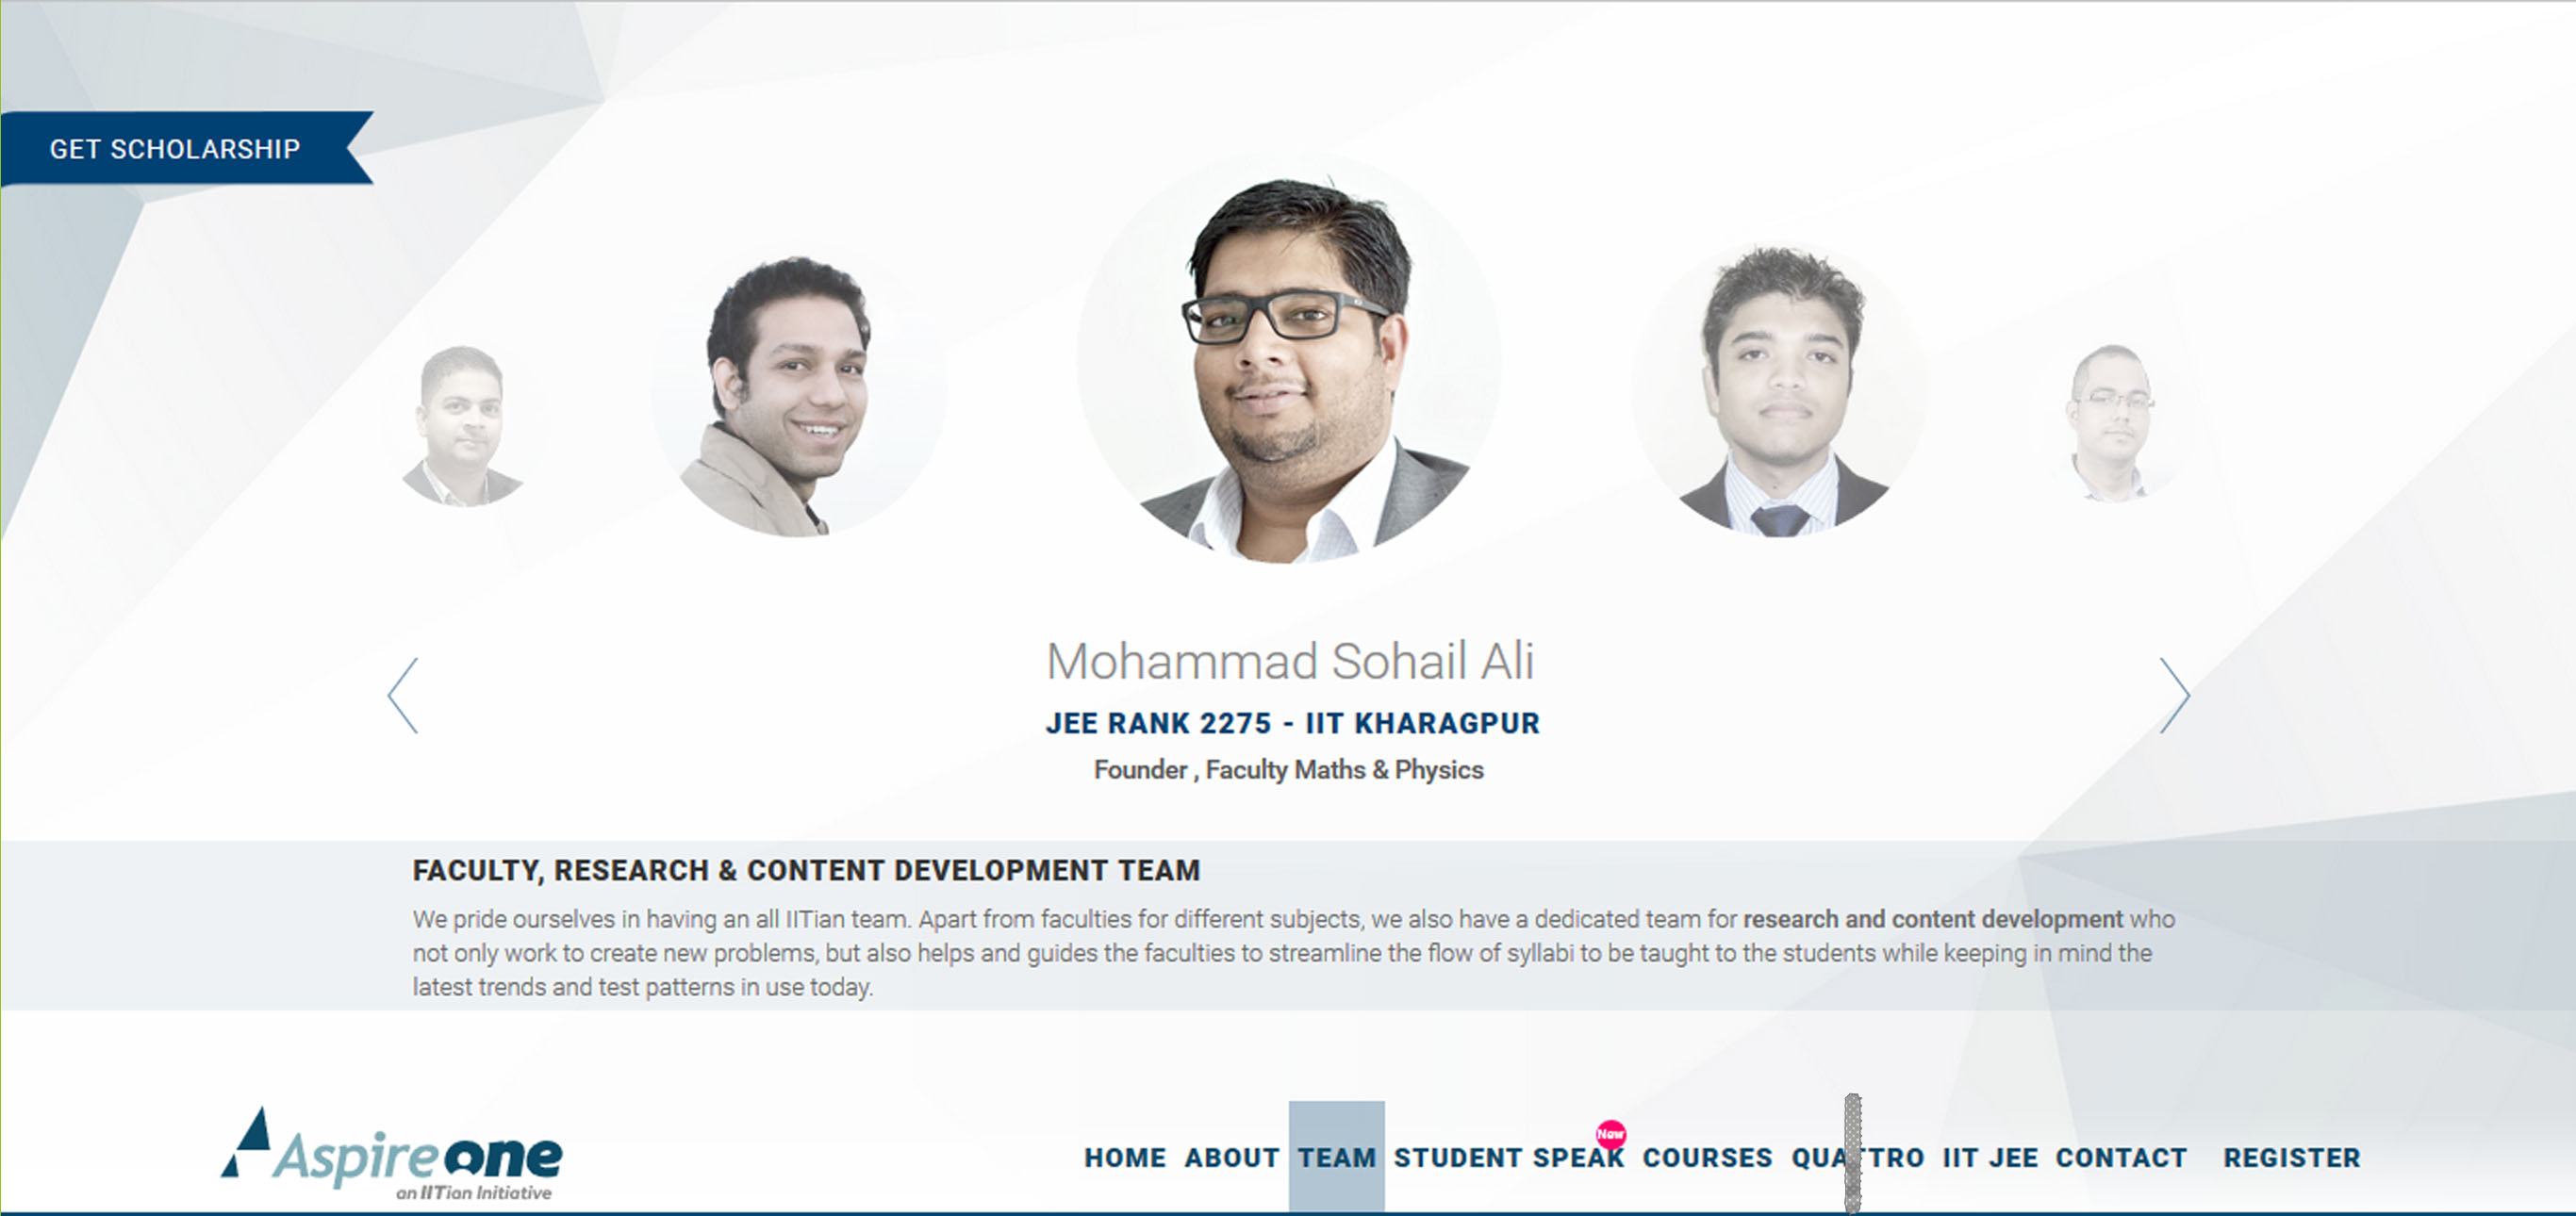 GET SCHOLARSHIP
Mohammad Sohail Ali
JEE RANK 2275 - IIT KHARAGPUR
Founder , Faculty Maths & Physics
FACULTY, RESEARCH & CONTENT DEVELOPMENT TEAM
We pride ourselves in having an all IITian team. Apart from faculties for different subjects, we also have a dedicated team for research and content development who
not only work to create new problems, but also helps and guides the faculties to streamline the flow of syllabi to be taught to the students while keeping in mind the
latest trends and test patterns in use today.
Aspireone
an IITian Initiative
New
HOME ABOUT TEAM STUDENT SPEAK COURSES IIT JEE CONTACT REGISTER